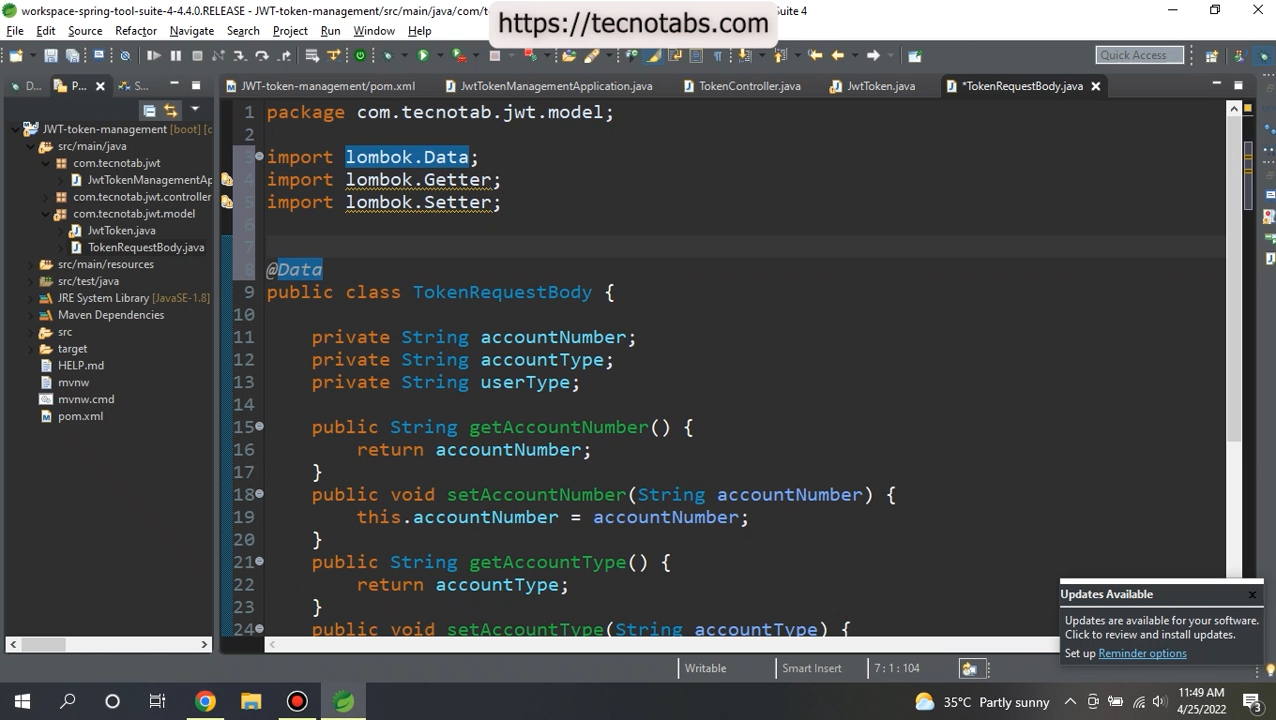 workspace-spring-tool-suite-4-4.4.0.RELEASE - JWT-token-management/src/main/java/com/t
https://tecnotabs.com
Suite 4
File Edit Source Refactor Navigate Search Project Run Window Help
Quick Access
D...
P...
S...
JWT-token-management/pom.xml
JwtTokenManagementApplication.java
TokenController.java
JwtToken.java
*TokenRequestBody.java
JWT-token-management [boot] [c
src/main/java
com.tecnotab.jwt
JwtTokenManagementAp
com.tecnotab.jwt.controller
com.tecnotab.jwt.model
JwtToken.java
TokenRequestBody.java
src/main/resources
src/test/java
JRE System Library [JavaSE-1.8]
Maven Dependencies
src
target
HELP.md
mvnw
mvnw.cmd
pom.xml
1 package com.tecnotab.jwt.model;
2
3 import lombok.Data;
4 import lombok.Getter;
5 import lombok.Setter;
6
7
8 @Data
9 public class TokenRequestBody {
10
11 private String accountNumber;
12 private String accountType;
13 private String userType;
14
15 public String getAccountNumber() {
16 return accountNumber;
17 }
18 public void setAccountNumber(String accountNumber) {
19 this.accountNumber = accountNumber;
20 }
21 public String getAccountType() {
22 return accountType;
23 }
24 public void setAccountType(String accountType) {
Updates Available
Updates are available for your software.
Click to review and install updates.
Set up Reminder options
Writable
Smart Insert
7 : 1 : 104
35°C Partly sunny
11:49 AM
4/25/2022
3